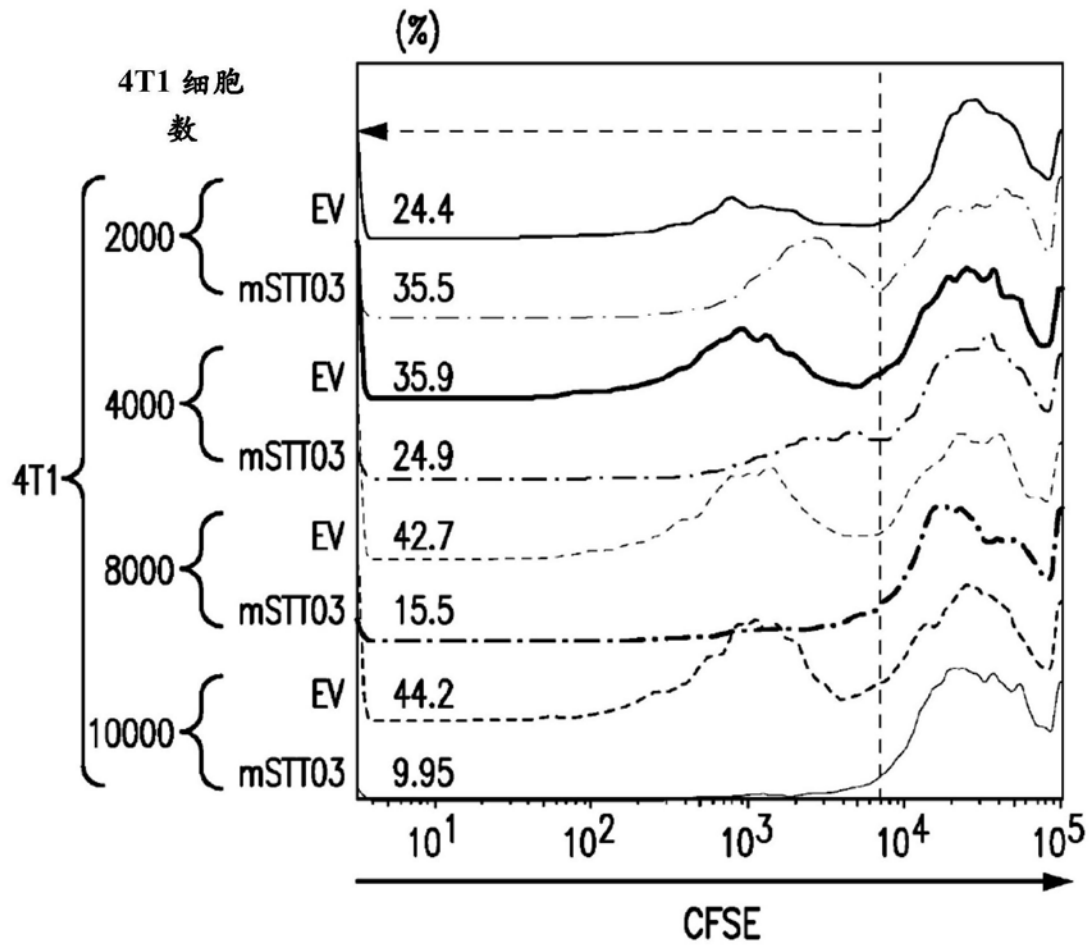 (%)
4T1 细胞
数
4T1
2000
EV 24.4
mSTT03 35.5
4000
EV 35.9
mSTT03 24.9
8000
EV 42.7
mSTT03 15.5
10000
EV 44.2
mSTT03 9.95
10¹ 10² 10³ 10⁴ 10⁵
CFSE